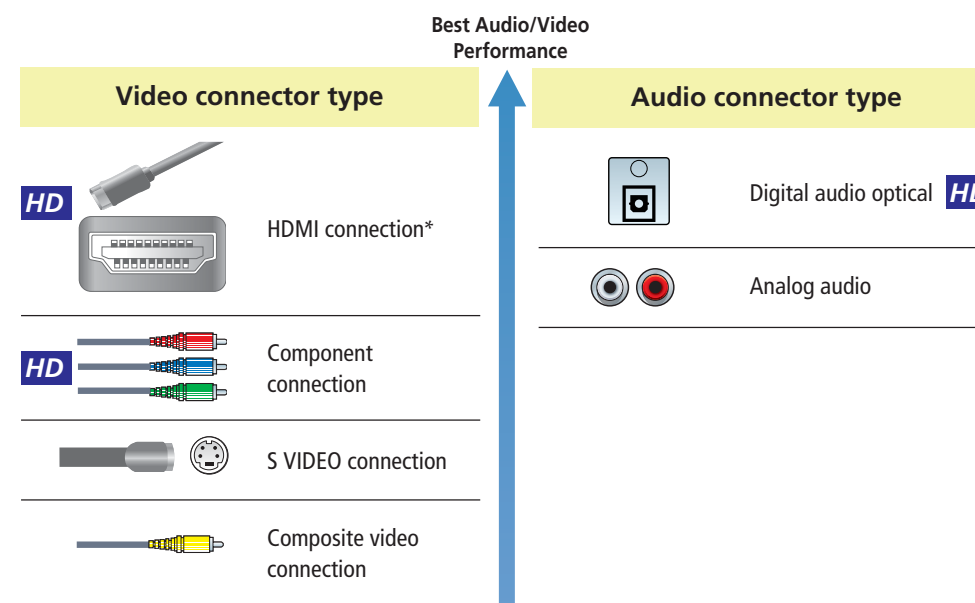 Best Audio/Video
Performance
Video connector type
HD
HDMI connection*
HD
Component
connection
S VIDEO connection
Composite video
connection
Audio connector type
Digital audio optical HD
Analog audio